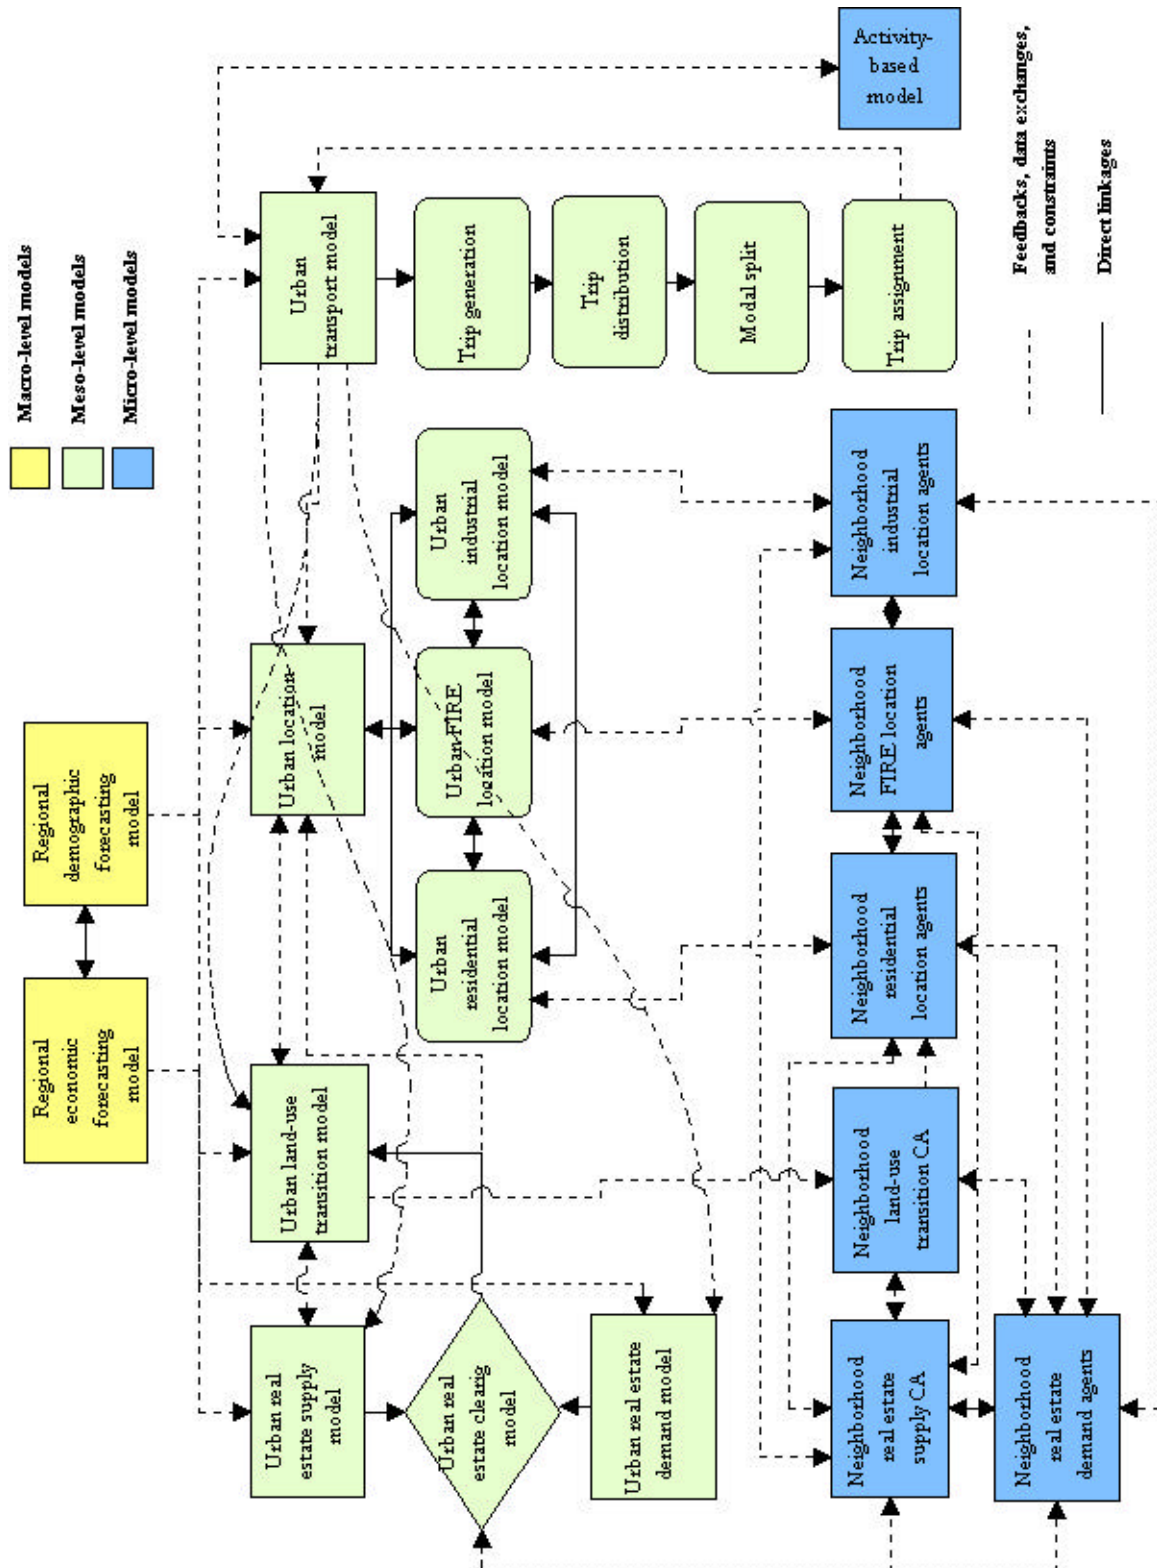 Macro-level models
Meso-level models
Micro-level models
Regional
economic
forecasting
model
Regional
demographic
forecasting
model
Urban real
estate supply
model
Urban land-use
transition model
Urban location-
model
Urban
transport model
Urban real
estate clearig
model
Urban
residential
location model
Urban FIRE
location model
Urban
industrial
location model
Trip generation
Trip
distribution
Modal split
Trip assignment
Urban real estate
demand model
Neighborhood
real estate
supply CA
Neighborhood
land-use
transition CA
Neighborhood
residential
location agents
Neighborhood
FIRE location
agents
Neighborhood
industrial
location agents
Activity-
based
model
Neighborhood
real estate
demand agents
Feedbacks, data exchanges,
and constraints
Direct linkages